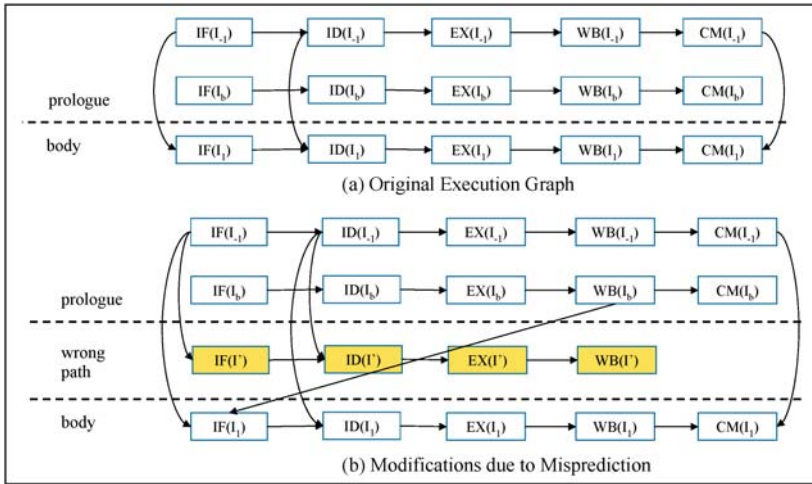 IF(I-1) ID(I-1) EX(I-1) WB(I-1) CM(I-1)
prologue IF(Ib) ID(Ib) EX(Ib) WB(Ib) CM(Ib)
body IF(I1) ID(I1) EX(I1) WB(I1) CM(I1)
(a) Original Execution Graph
IF(I-1) ID(I-1) EX(I-1) WB(I-1) CM(I-1)
prologue IF(Ib) ID(Ib) EX(Ib) WB(Ib) CM(Ib)
wrong
path IF(I') ID(I') EX(I') WB(I')
body IF(I1) ID(I1) EX(I1) WB(I1) CM(I1)
(b) Modifications due to Misprediction